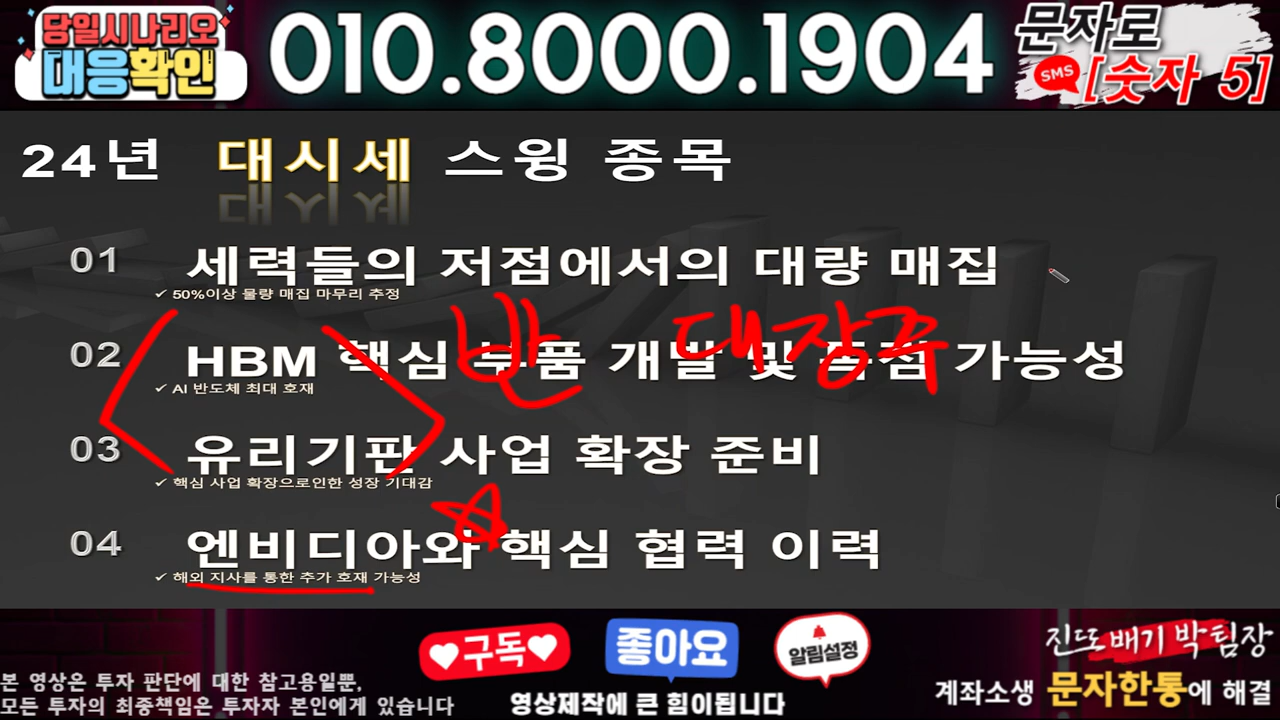 당일시나리오
대응확인
010.8000.1904
문자로
SMS [숫자 5]
24년 대시세 스윙 종목
01 세력들의 저점에서의 대량 매집
✓ 50%이상 물량 매집 마무리 추정
반 대장주
02 HBM 핵심 부품 개발 및 독점 가능성
✓ AI 반도체 최대 호재
03 유리기판 사업 확장 준비
✓ 핵심 사업 확장으로인한 성장 기대감
04 엔비디아와 핵심 협력 이력
✓ 해외 지사를 통한 추가 호재 가능성
구독
좋아요
알림설정
진또배기 박팀장
본 영상은 투자 판단에 대한 참고용일뿐,
모든 투자의 최종책임은 투자자 본인에게 있습니다
영상제작에 큰 힘이됩니다
계좌소생 문자한통에 해결